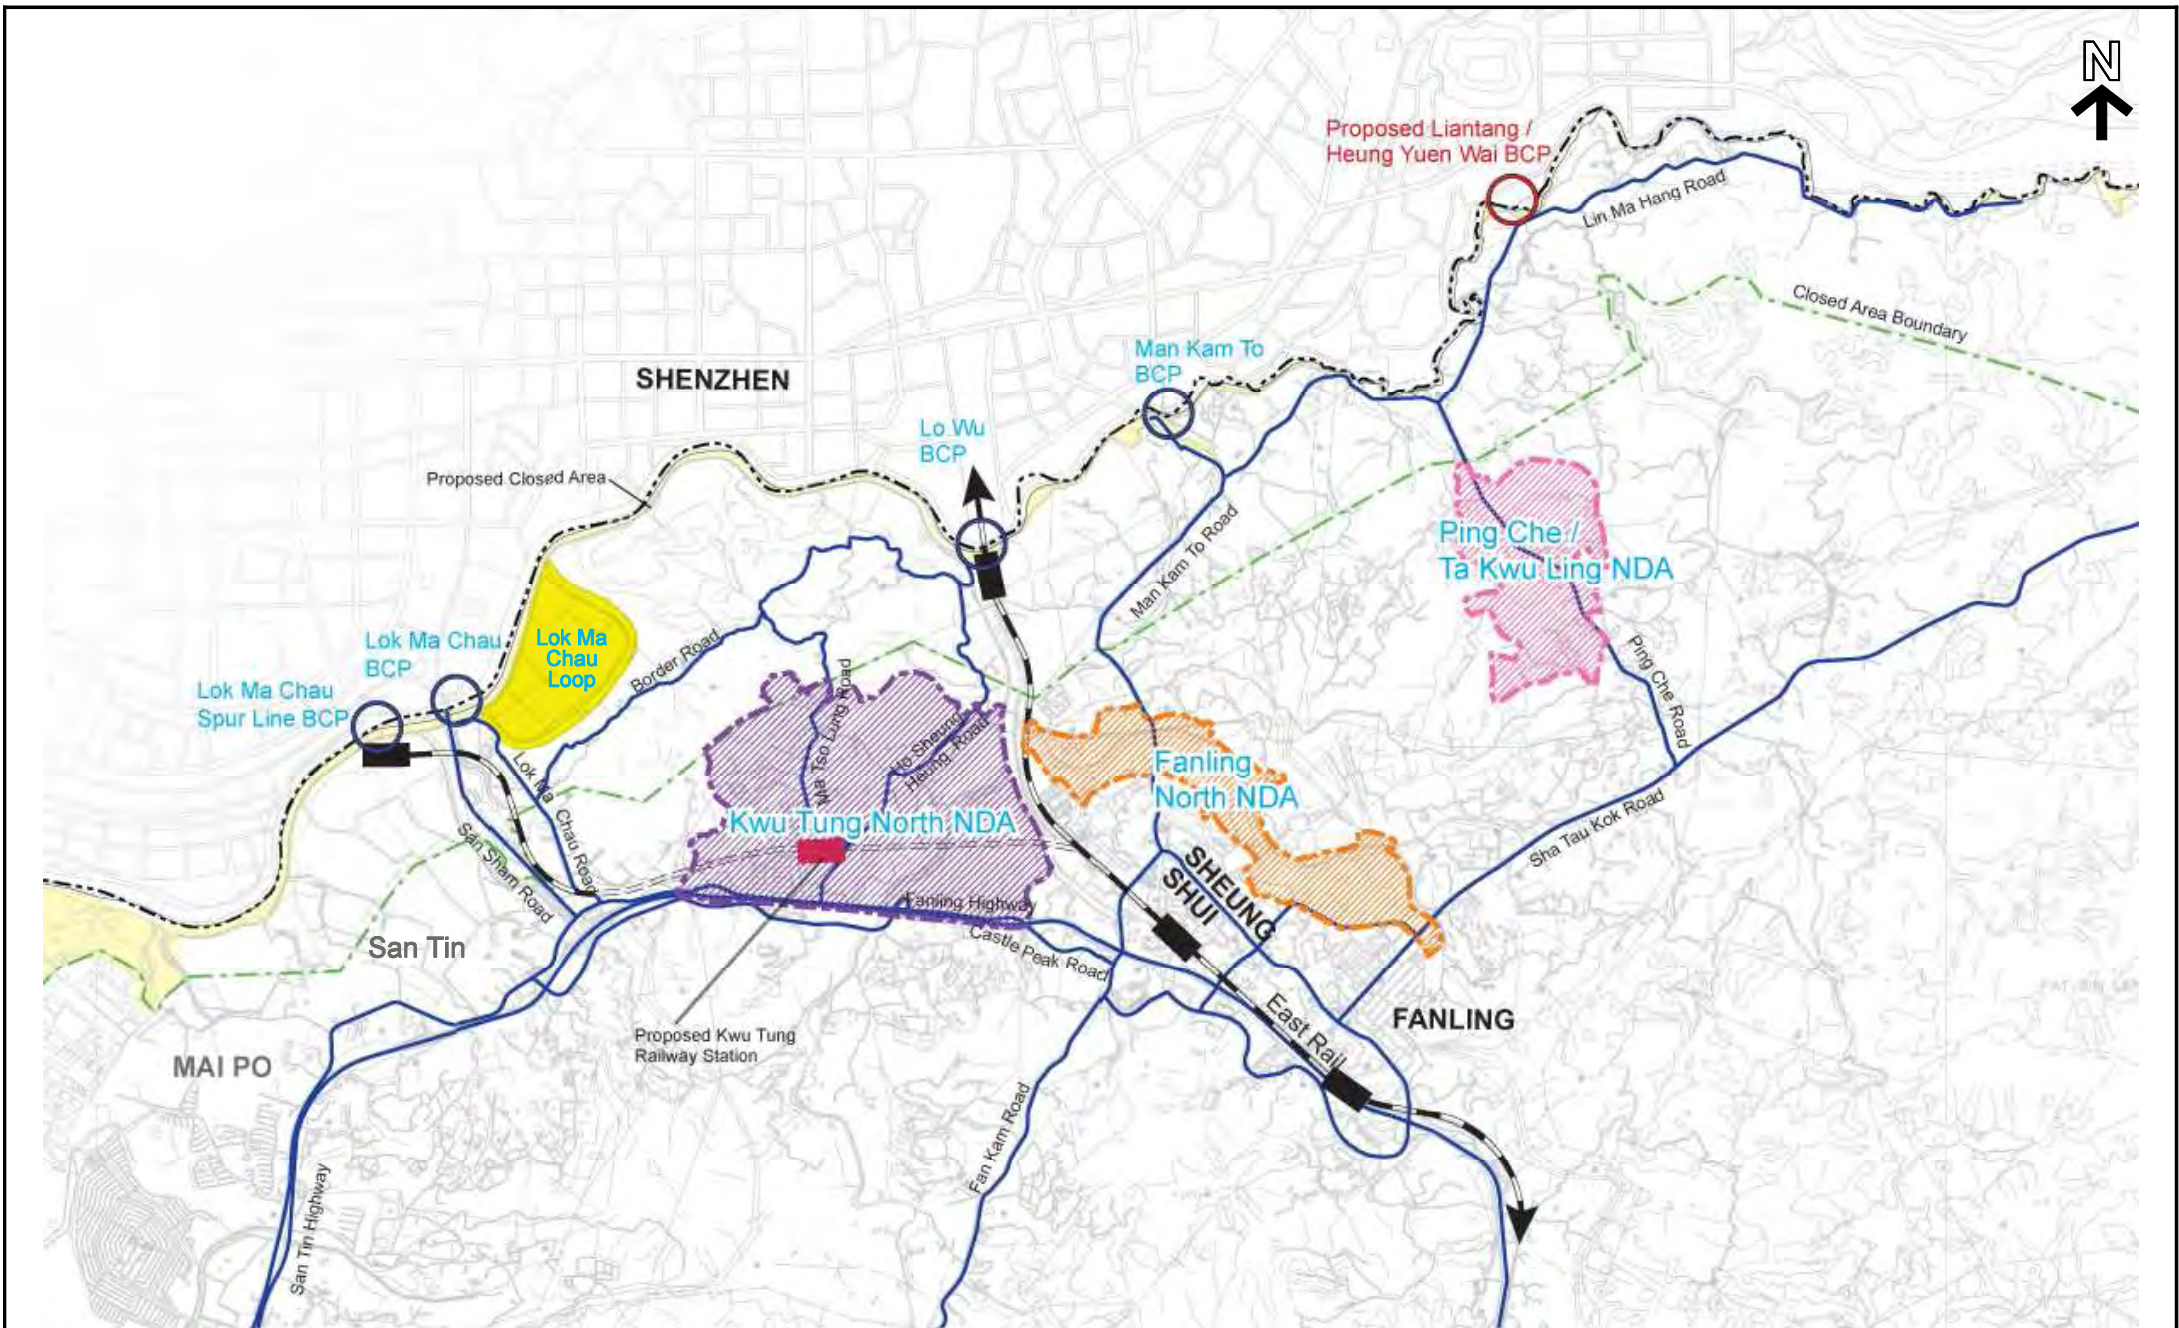 N
Proposed Liantang /
Heung Yuen Wai BCP
Lin Ma Hang Road
Closed Area Boundary
Man Kam To
BCP
SHENZHEN
Lo Wu
BCP
Proposed Closed Area
Man Kam To Road
Ping Che /
Ta Kwu Ling NDA
Lok Ma Chau
BCP
Lok Ma
Chau
Loop
Border Road
Lok Ma Chau
Spur Line BCP
Ma Tso Lung Road
Ho Sheung
Heung Road
Ping Che Road
Lok Ma Chau Road
Fanling
North NDA
Kwu Tung North NDA
San Sham Road
Sha Tau Kok Road
SHEUNG
SHUI
Fanling Highway
Castle Peak Road
San Tin
East Rail
FANLING
Proposed Kwu Tung
Railway Station
MAI PO
Fan Kam Road
San Tin Highway